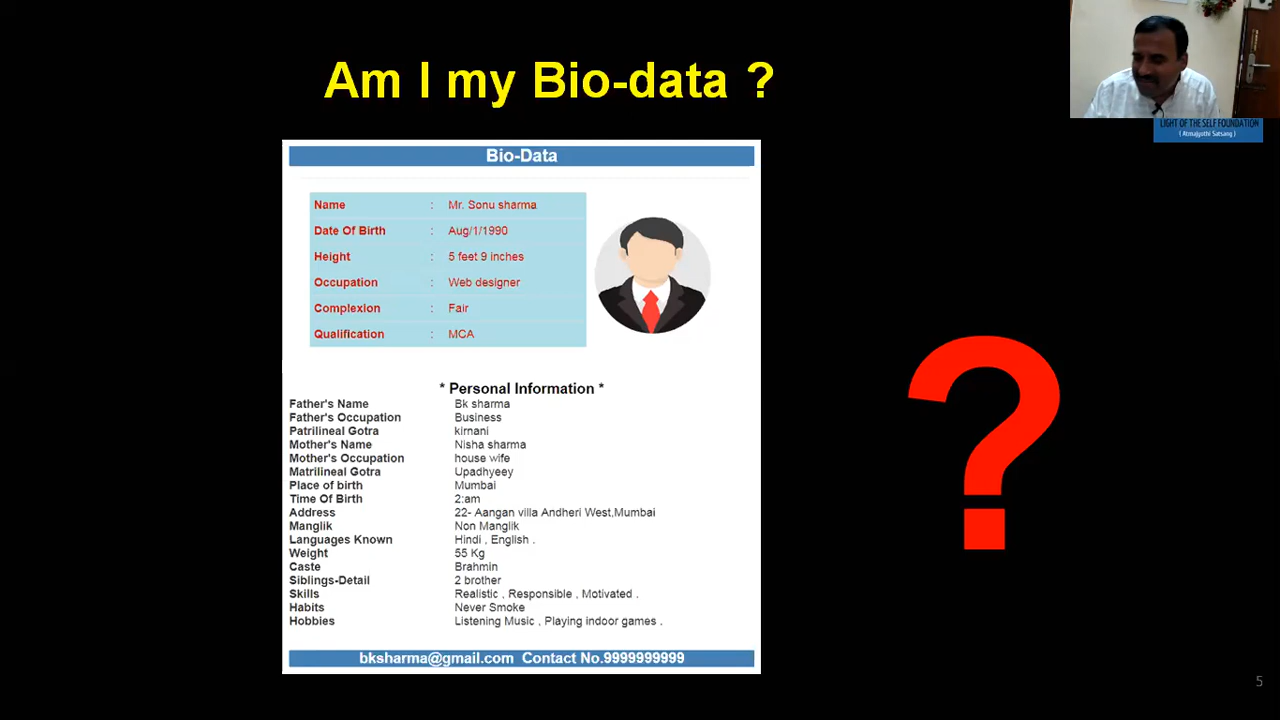 Am I my Bio-data ?
LIGHT OF THE SELF FOUNDATION
( Atmajyothi Satsang )
Bio-Data
Name : Mr. Sonu sharma
Date Of Birth : Aug/1/1990
Height : 5 feet 9 inches
Occupation : Web designer
Complexion : Fair
Qualification : MCA
* Personal Information *
Father's Name Bk sharma
Father's Occupation Business
Patrilineal Gotra kirnani
Mother's Name Nisha sharma
Mother's Occupation house wife
Matrilineal Gotra Upadhyeey
Place of birth Mumbai
Time Of Birth 2:am
Address 22- Aangan villa Andheri West,Mumbai
Manglik Non Manglik
Languages Known Hindi , English .
Weight 55 Kg
Caste Brahmin
Siblings-Detail 2 brother
Skills Realistic , Responsible , Motivated .
Habits Never Smoke
Hobbies Listening Music , Playing indoor games .
bksharma@gmail.com Contact No.9999999999
?
5